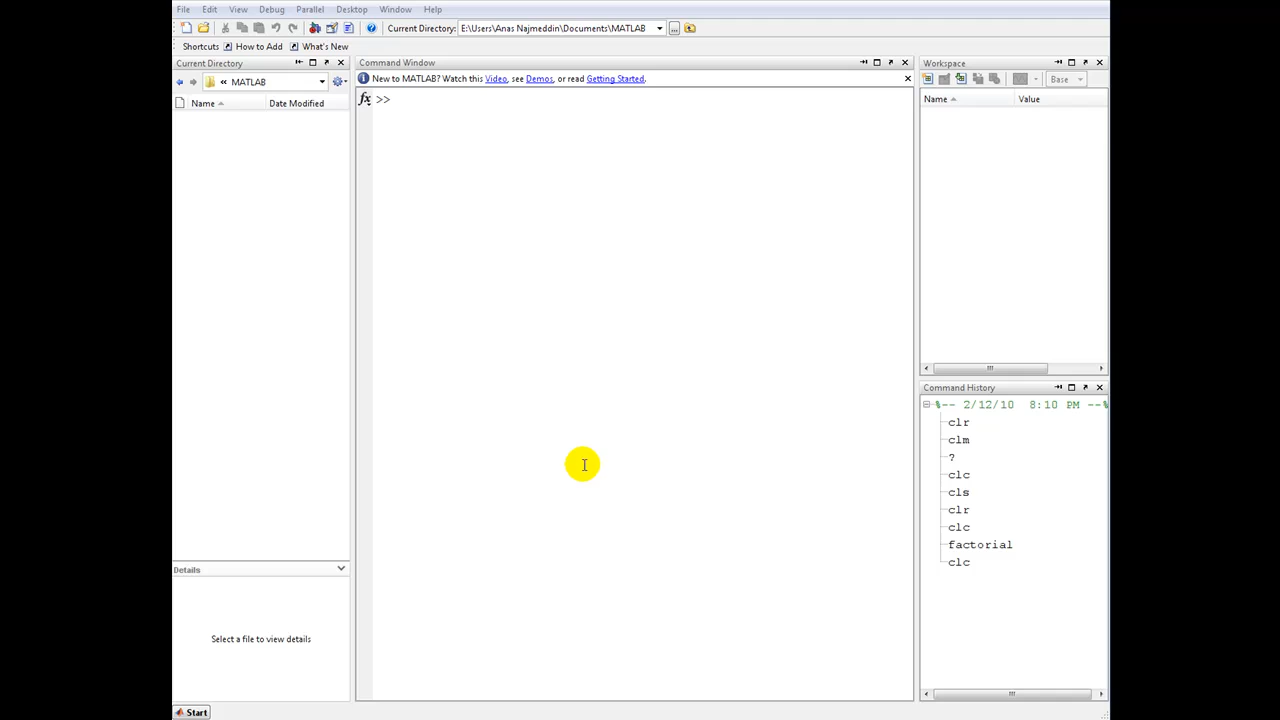 File Edit View Debug Parallel Desktop Window Help
Current Directory: E:\Users\Anas Najmeddin\Documents\MATLAB ...
Shortcuts How to Add What's New
Current Directory
« MATLAB
Name Date Modified
Details
Select a file to view details
Start
Command Window
New to MATLAB? Watch this Video, see Demos, or read Getting Started.
fx >>
Workspace
Base
Name Value
Command History
%-- 2/12/10 8:10 PM --%
clr
clm
?
clc
cls
clr
clc
factorial
clc